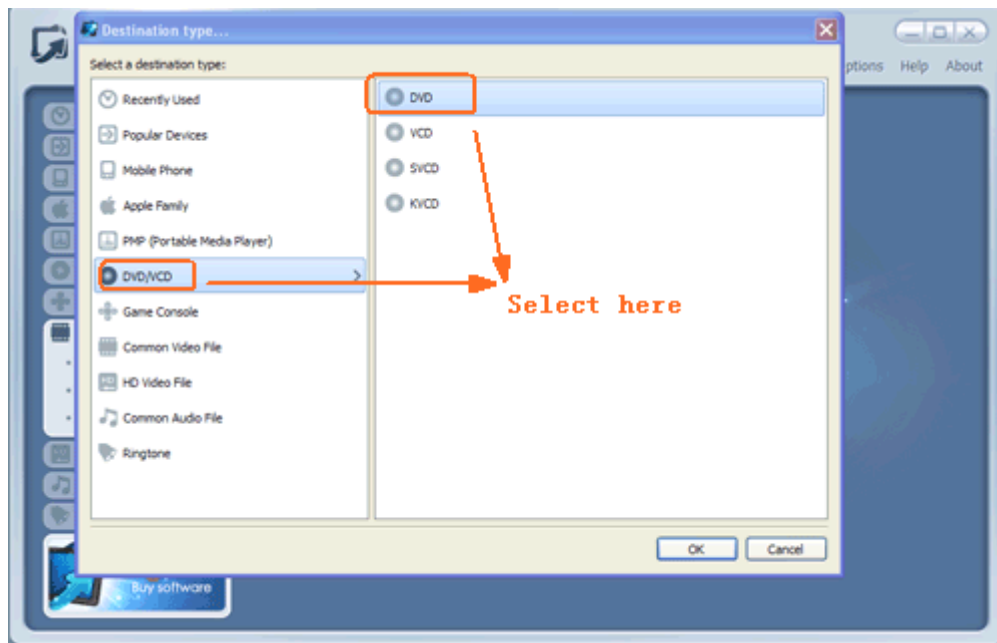 Destination type...
ptions Help About
Select a destination type:
Recently Used
Popular Devices
Mobile Phone
Apple Family
PMP (Portable Media Player)
DVD/VCD
Game Console
Common Video File
HD Video File
Common Audio File
Ringtone
DVD
VCD
SVCD
KVCD
Select here
OK Cancel
Buy software